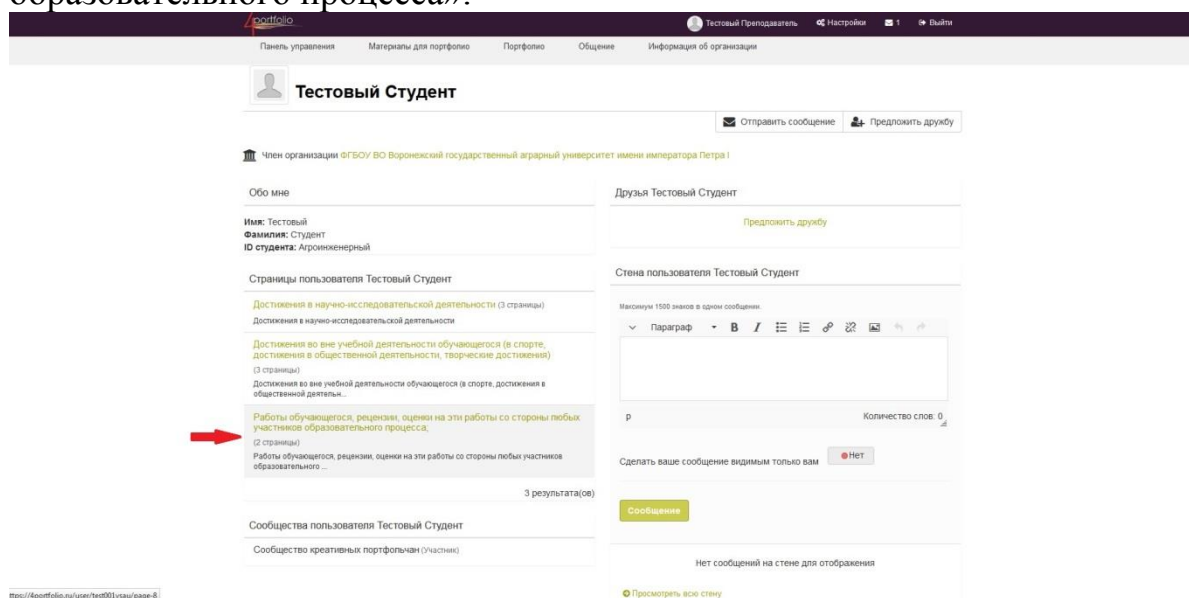 образовательного процесса».
4portfolio
Тестовый Преподаватель Настройки 1 Выйти
Панель управления Материалы для портфолио Портфолио Общение Информация об организации
Тестовый Студент
Отправить сообщение Предложить дружбу
Член организации ФГБОУ ВО Воронежский государственный аграрный университет имени императора Петра I
Обо мне
Имя: Тестовый
Фамилия: Студент
ID студента: Агроинженерный
Страницы пользователя Тестовый Студент
Достижения в научно-исследовательской деятельности (3 страницы)
Достижения в научно-исследовательской деятельности
Достижения во вне учебной деятельности обучающегося (в спорте,
достижения в общественной деятельности, творческие достижения)
(3 страницы)
Достижения во вне учебной деятельности обучающегося (в спорте, достижения в
общественной деятельн...
Работы обучающегося, рецензии, оценки на эти работы со стороны любых
участников образовательного процесса;
(2 страницы)
Работы обучающегося, рецензии, оценки на эти работы со стороны любых участников
образовательного ...
3 результата(ов)
Сообщества пользователя Тестовый Студент
Сообщество креативных портфольчан (Участник)
Друзья Тестовый Студент
Предложить дружбу
Стена пользователя Тестовый Студент
Максимум 1500 знаков в одном сообщении.
Параграф B I
p Количество слов: 0
Сделать ваше сообщение видимым только вам Нет
Сообщение
Нет сообщений на стене для отображения
Просмотреть всю стену
ttps://4portfolio.ru/user/test001vsau/page-8